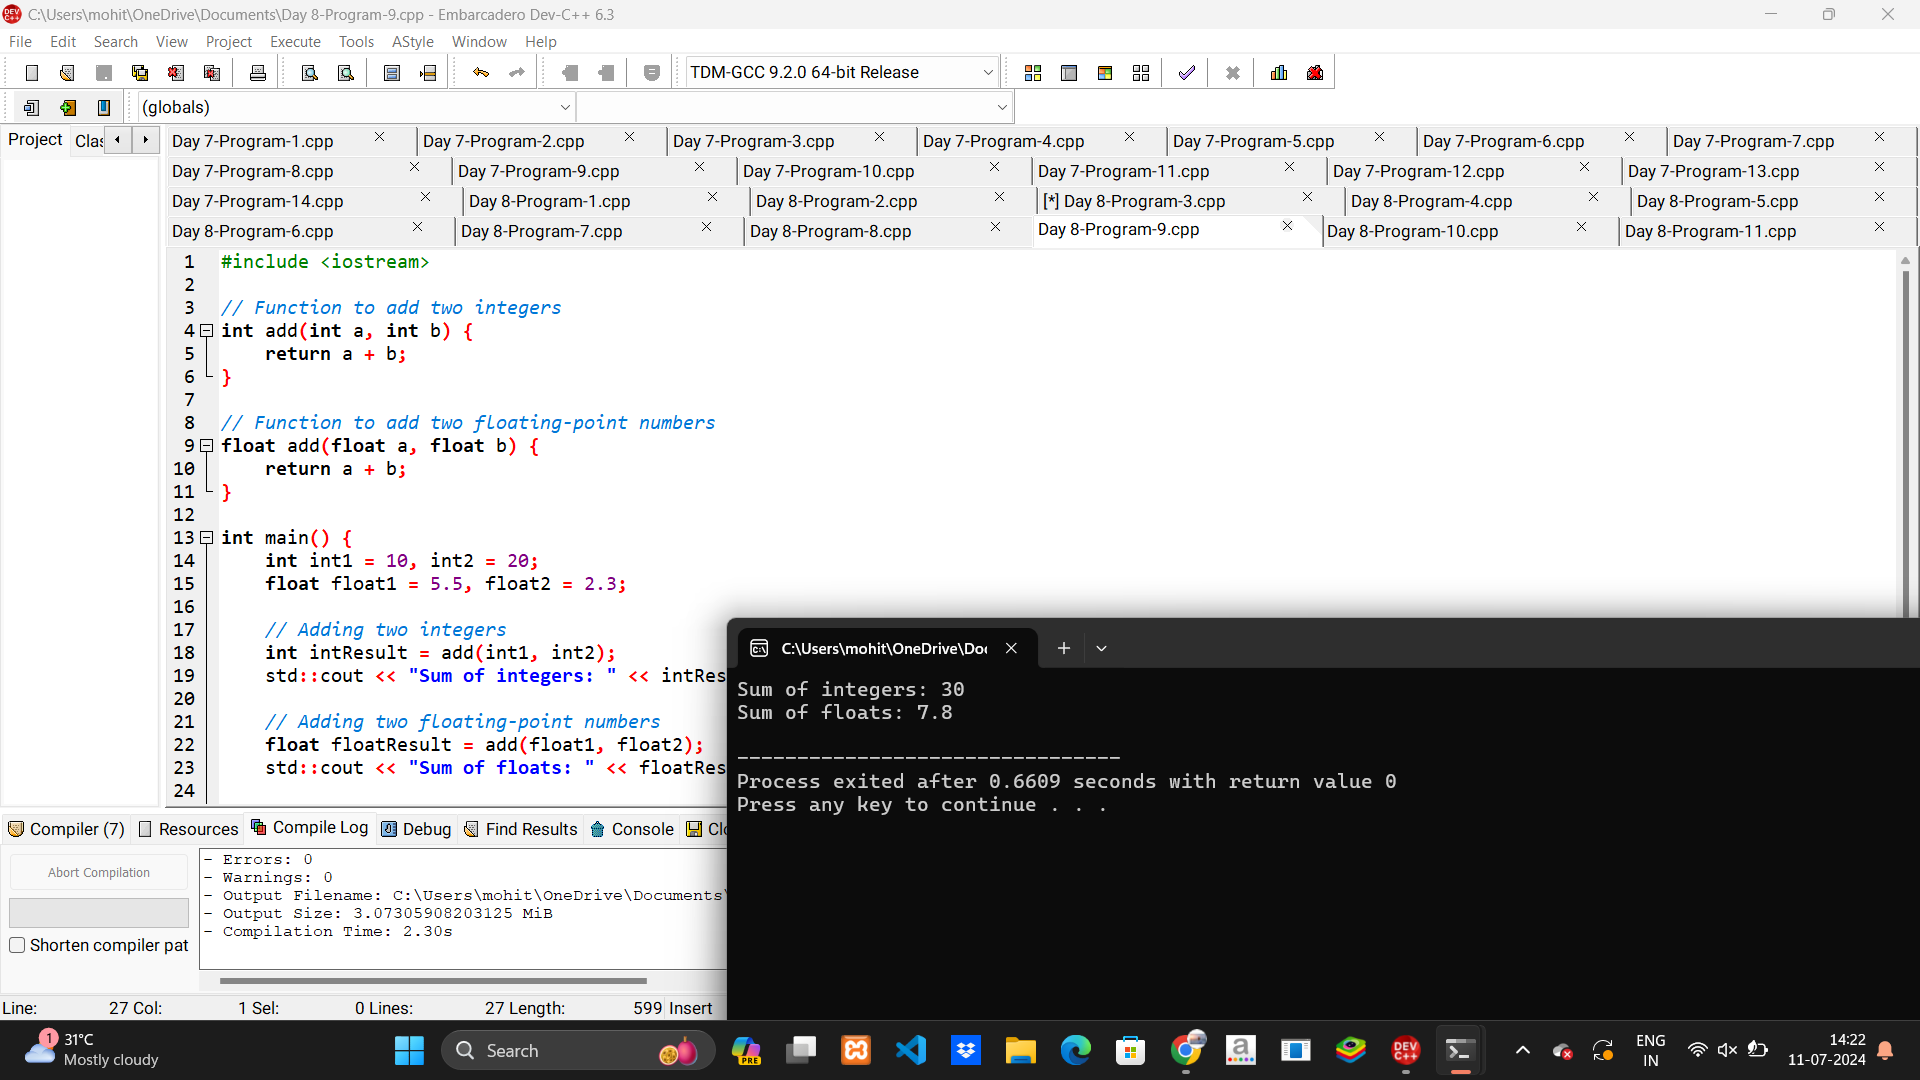 C:\Users\mohit\OneDrive\Documents\Day 8-Program-9.cpp - Embarcadero Dev-C++ 6.3
File Edit Search View Project Execute Tools AStyle Window Help
TDM-GCC 9.2.0 64-bit Release
(globals)
Project Clas
Day 7-Program-1.cpp Day 7-Program-2.cpp Day 7-Program-3.cpp Day 7-Program-4.cpp Day 7-Program-5.cpp Day 7-Program-6.cpp Day 7-Program-7.cpp
Day 7-Program-8.cpp Day 7-Program-9.cpp Day 7-Program-10.cpp Day 7-Program-11.cpp Day 7-Program-12.cpp Day 7-Program-13.cpp
Day 7-Program-14.cpp Day 8-Program-1.cpp Day 8-Program-2.cpp [*] Day 8-Program-3.cpp Day 8-Program-4.cpp Day 8-Program-5.cpp
Day 8-Program-6.cpp Day 8-Program-7.cpp Day 8-Program-8.cpp Day 8-Program-9.cpp Day 8-Program-10.cpp Day 8-Program-11.cpp
1 #include <iostream>
2
3 // Function to add two integers
4 int add(int a, int b) {
5 return a + b;
6 }
7
8 // Function to add two floating-point numbers
9 float add(float a, float b) {
10 return a + b;
11 }
12
13 int main() {
14 int int1 = 10, int2 = 20;
15 float float1 = 5.5, float2 = 2.3;
16
17 // Adding two integers
18 int intResult = add(int1, int2);
19 std::cout << "Sum of integers: " << intRes
20
21 // Adding two floating-point numbers
22 float floatResult = add(float1, float2);
23 std::cout << "Sum of floats: " << floatRes
24
C:\Users\mohit\OneDrive\Doc
Sum of integers: 30
Sum of floats: 7.8
--------------------------------
Process exited after 0.6609 seconds with return value 0
Press any key to continue . . .
Compiler (7) Resources Compile Log Debug Find Results Console Clo
Abort Compilation
Shorten compiler pat
- Errors: 0
- Warnings: 0
- Output Filename: C:\Users\mohit\OneDrive\Documents\
- Output Size: 3.07305908203125 MiB
- Compilation Time: 2.30s
Line: 27 Col: 1 Sel: 0 Lines: 27 Length: 599 Insert
1
31°C
Mostly cloudy
Search
PRE
DEV C++
ENG
IN
14:22
11-07-2024